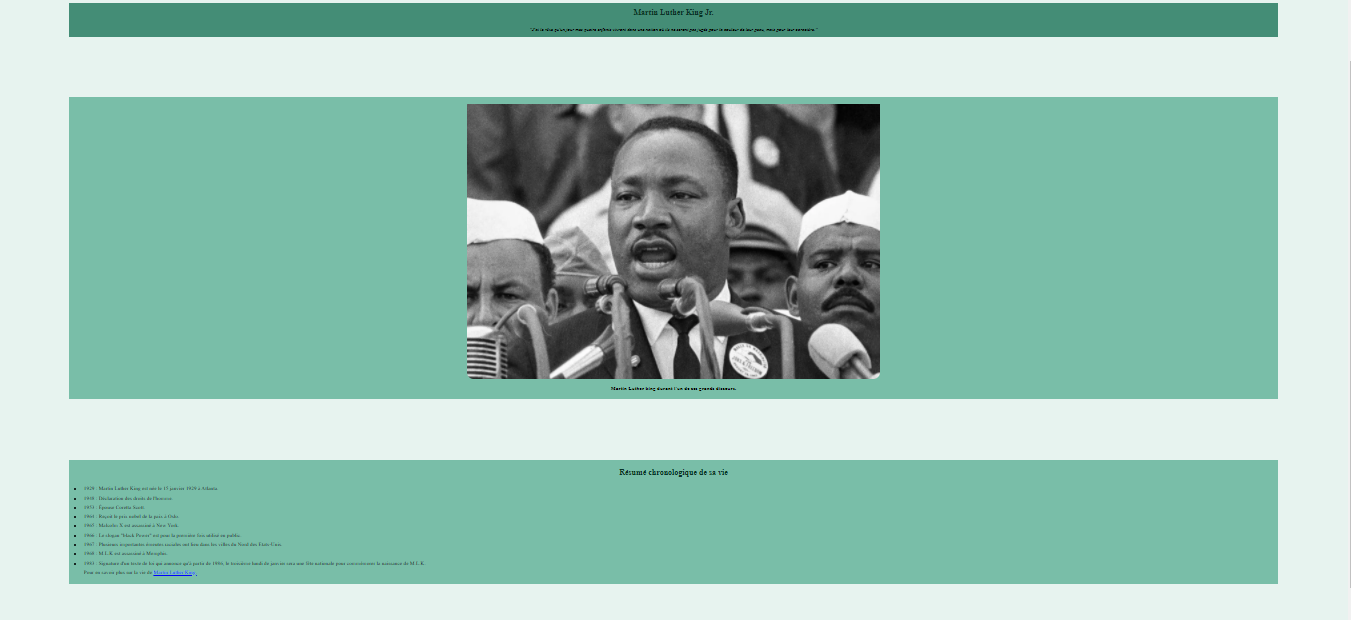 Martin Luther King Jr.
Martin Luther king durant l'un de ses grands discours.
Résumé chronologique de sa vie
1929 : Martin Luther King est née le 15 janvier 1929 à Atlanta
1948 : Déclaration des droits de l'homme
1953 : Épouse Coretta Scott
1964 : Reçoit le prix nobel de la paix à Oslo
1965 : Malcolm X est assassiné à New York.
1966 : Le slogan "black Power" est pour la première fois utilisé en public.
1967 : Plusieurs importantes émeutes raciales ont lieu dans les villes du Nord des Etats-Unis.
1968 : M.L.K est assassiné à Memphis.
1983 : Signature d'un texte de loi qui annonce qu'à partir de 1986, le troisième lundi de janvier sera une fête nationale pour commémorer la naissance de M.L.K.
Pour en savoir plus sur la vie de Martin Luther King.